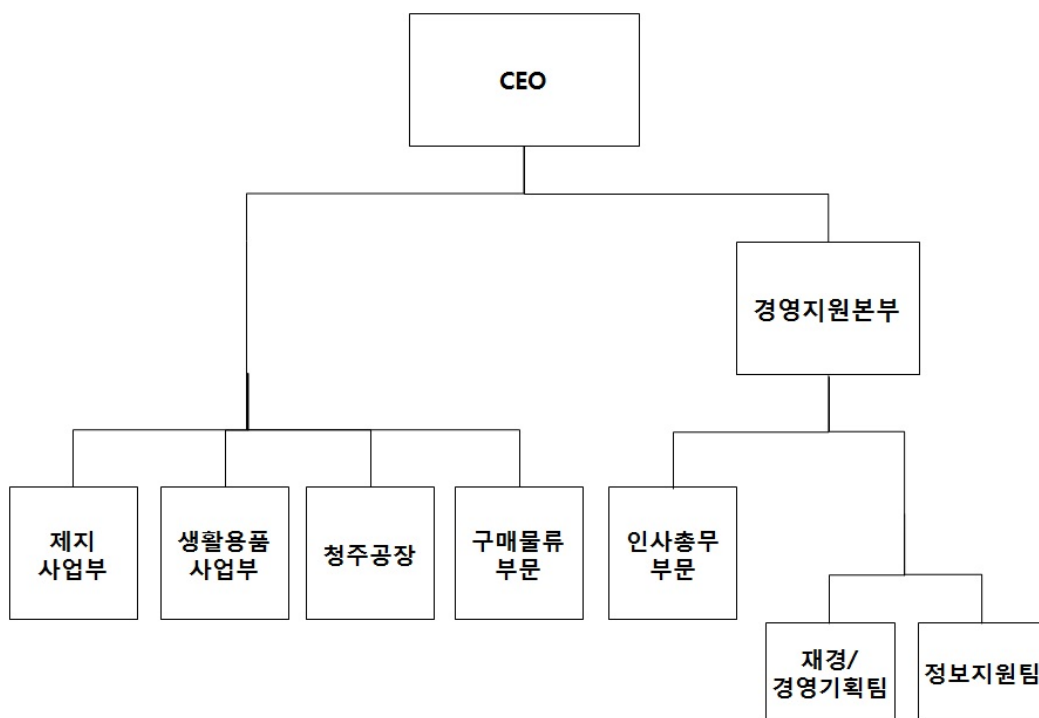 CEO
경영지원본부
제지
사업부
생활용품
사업부
청주공장
구매물류
부문
인사총무
부문
재경/
경영기획팀
정보지원팀